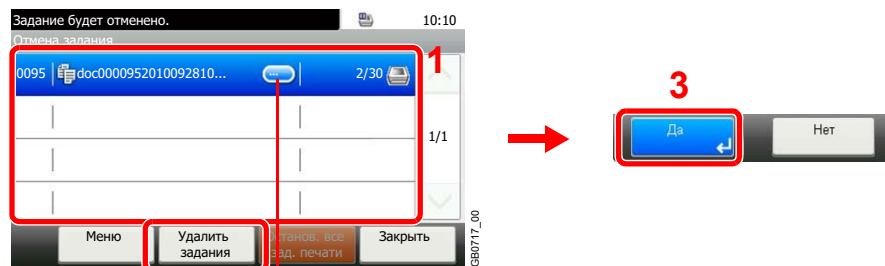 Задание будет отменено. 10:10
Отмена задания
0095 doc0000952010092810... ... 2/30
1
1/1
Меню Удалить задания Останов. все зад. печати Закрыть
GB0717_00
3
Да Нет